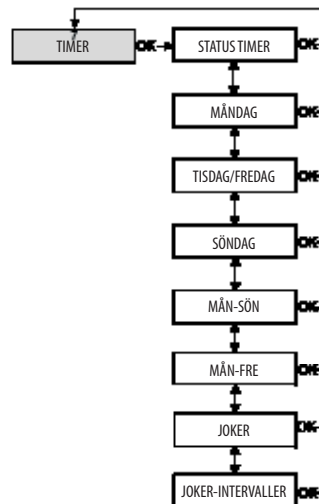 TIMER OK STATUS TIMER OK
MÅNDAG OK
TISDAG/FREDAG OK
SÖNDAG OK
MÅN-SÖN OK
MÅN-FRE OK
JOKER OK
JOKER-INTERVALLER OK